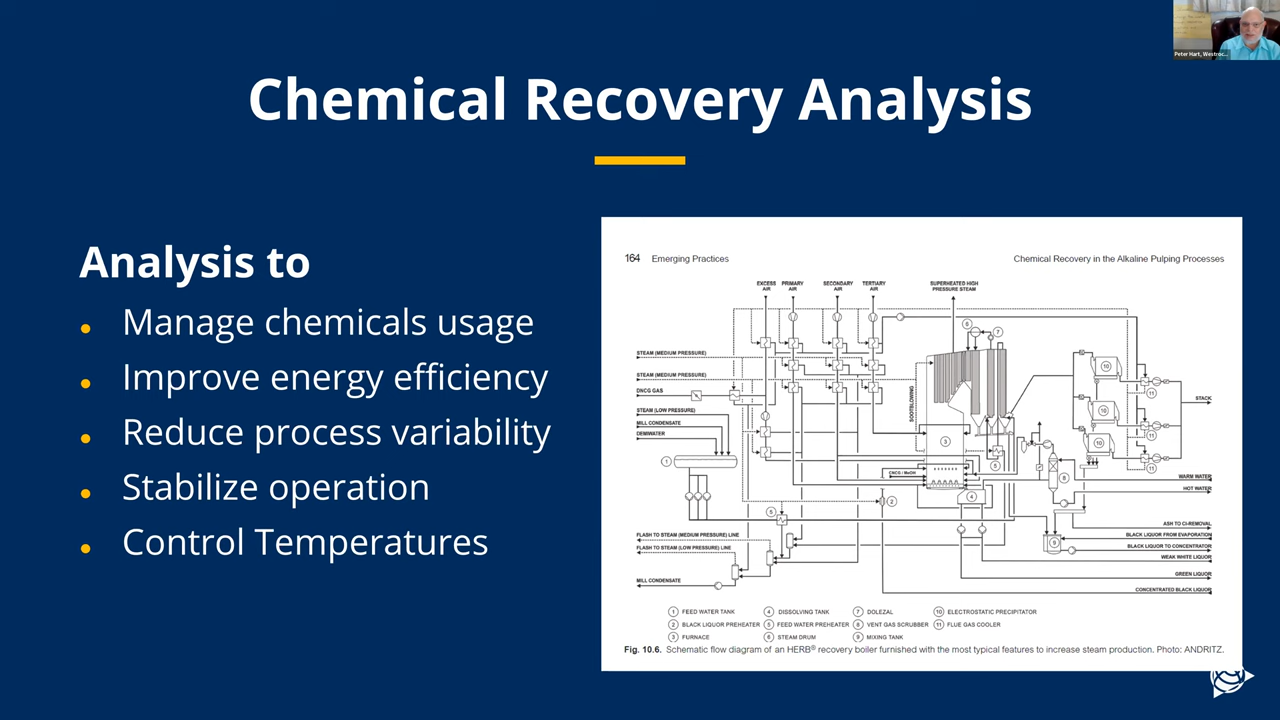 Peter Hart, Westroc...
Chemical Recovery Analysis
Analysis to
• Manage chemicals usage
• Improve energy efficiency
• Reduce process variability
• Stabilize operation
• Control Temperatures
164 Emerging Practices
Chemical Recovery in the Alkaline Pulping Processes
EXCESS AIR
PRIMARY AIR
SECONDARY AIR
TERTIARY AIR
SUPERHEATED HIGH PRESSURE STEAM
STEAM (MEDIUM PRESSURE)
STEAM (MEDIUM PRESSURE)
DNCG GAS
STEAM (LOW PRESSURE)
MILL CONDENSATE
DEMIWATER
SOOTBLOWING
CNCG / MeOH
STACK
WARM WATER
HOT WATER
ASH TO Cl-REMOVAL
BLACK LIQUOR FROM EVAPORATION
BLACK LIQUOR TO CONCENTRATOR
WEAK WHITE LIQUOR
GREEN LIQUOR
CONCENTRATED BLACK LIQUOR
FLASH TO STEAM (MEDIUM PRESSURE) LINE
FLASH TO STEAM (LOW PRESSURE) LINE
MILL CONDENSATE
1 FEED WATER TANK
2 BLACK LIQUOR PREHEATER
3 FURNACE
4 DISSOLVING TANK
5 FEED WATER PREHEATER
6 STEAM DRUM
7 DOLEZAL
8 VENT GAS SCRUBBER
9 MIXING TANK
10 ELECTROSTATIC PRECIPITATOR
11 FLUE GAS COOLER
Fig. 10.6. Schematic flow diagram of an HERB® recovery boiler furnished with the most typical features to increase steam production. Photo: ANDRITZ.